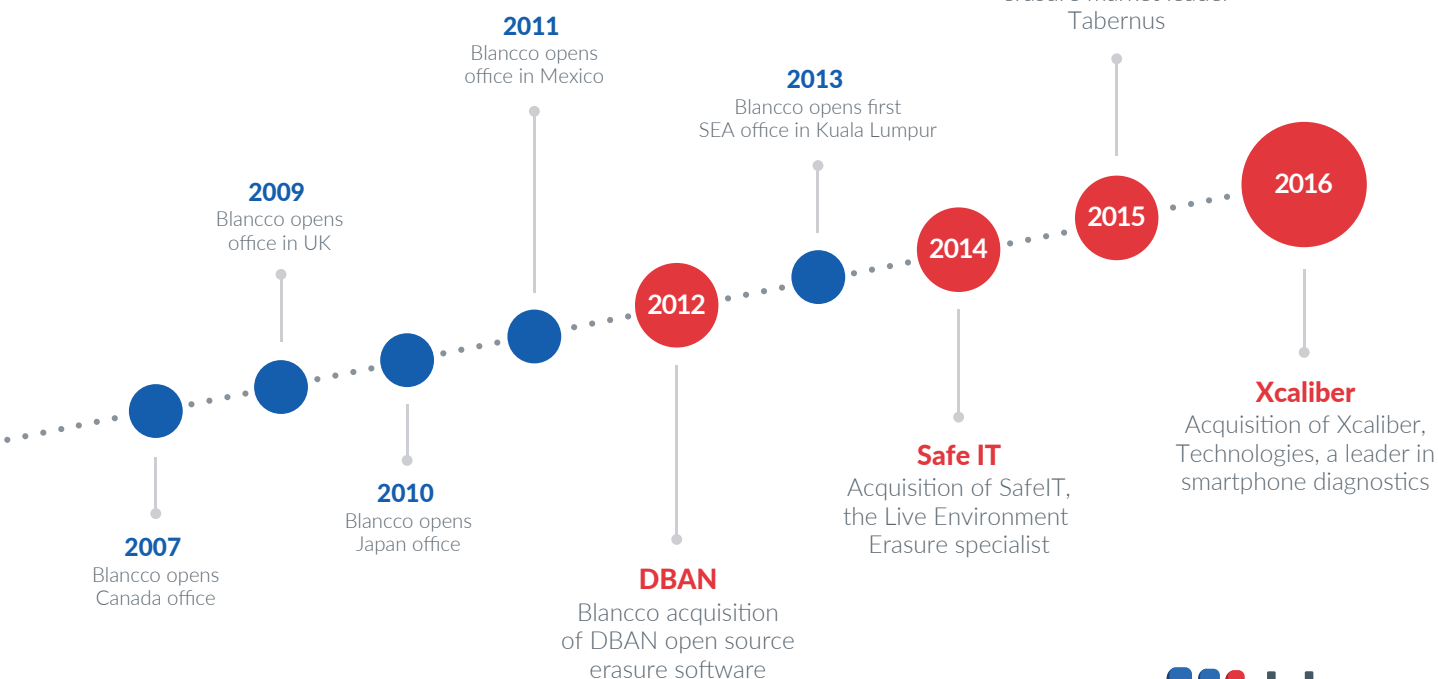 2007
Blancco opens
Canada office
2009
Blancco opens
office in UK
2010
Blancco opens
Japan office
2011
Blancco opens
office in Mexico
2012
DBAN
Blancco acquisition
of DBAN open source
erasure software
2013
Blancco opens first
SEA office in Kuala Lumpur
2014
Safe IT
Acquisition of SafeIT,
the Live Environment
Erasure specialist
erasure market leader
Tabernus
2015
2016
Xcaliber
Acquisition of Xcaliber,
Technologies, a leader in
smartphone diagnostics